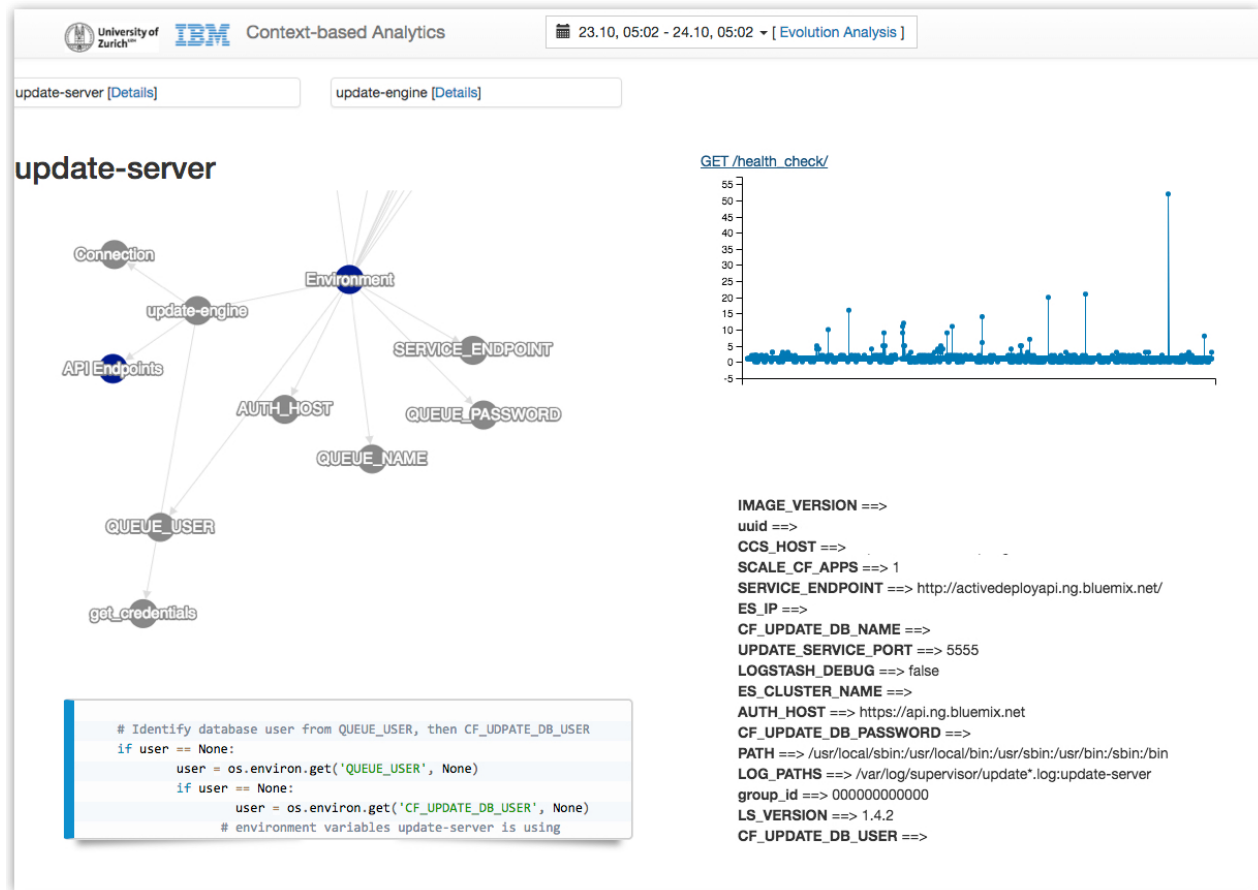 University of
Zurich
IBM
Context-based Analytics
23.10, 05:02 - 24.10, 05:02 [ Evolution Analysis ]
update-server [Details]
update-engine [Details]
update-server
Connection
Environment
update-engine
API Endpoints
SERVICE_ENDPOINT
AUTH_HOST
QUEUE_PASSWORD
QUEUE_NAME
QUEUE_USER
get_credentials
# Identify database user from QUEUE_USER, then CF_UDPATE_DB_USER
if user == None:
user = os.environ.get('QUEUE_USER', None)
if user == None:
user = os.environ.get('CF_UPDATE_DB_USER', None)
# environment variables update-server is using
GET /health_check/
55
50
45
40
35
30
25
20
15
10
5
0
-5
IMAGE_VERSION ==>
uuid ==>
CCS_HOST ==>
SCALE_CF_APPS ==> 1
SERVICE_ENDPOINT ==> http://activedeployapi.ng.bluemix.net/
ES_IP ==>
CF_UPDATE_DB_NAME ==>
UPDATE_SERVICE_PORT ==> 5555
LOGSTASH_DEBUG ==> false
ES_CLUSTER_NAME ==>
AUTH_HOST ==> https://api.ng.bluemix.net
CF_UPDATE_DB_PASSWORD ==>
PATH ==> /usr/local/sbin:/usr/local/bin:/usr/sbin:/usr/bin:/sbin:/bin
LOG_PATHS ==> /var/log/supervisor/update*.log:update-server
group_id ==> 000000000000
LS_VERSION ==> 1.4.2
CF_UPDATE_DB_USER ==>